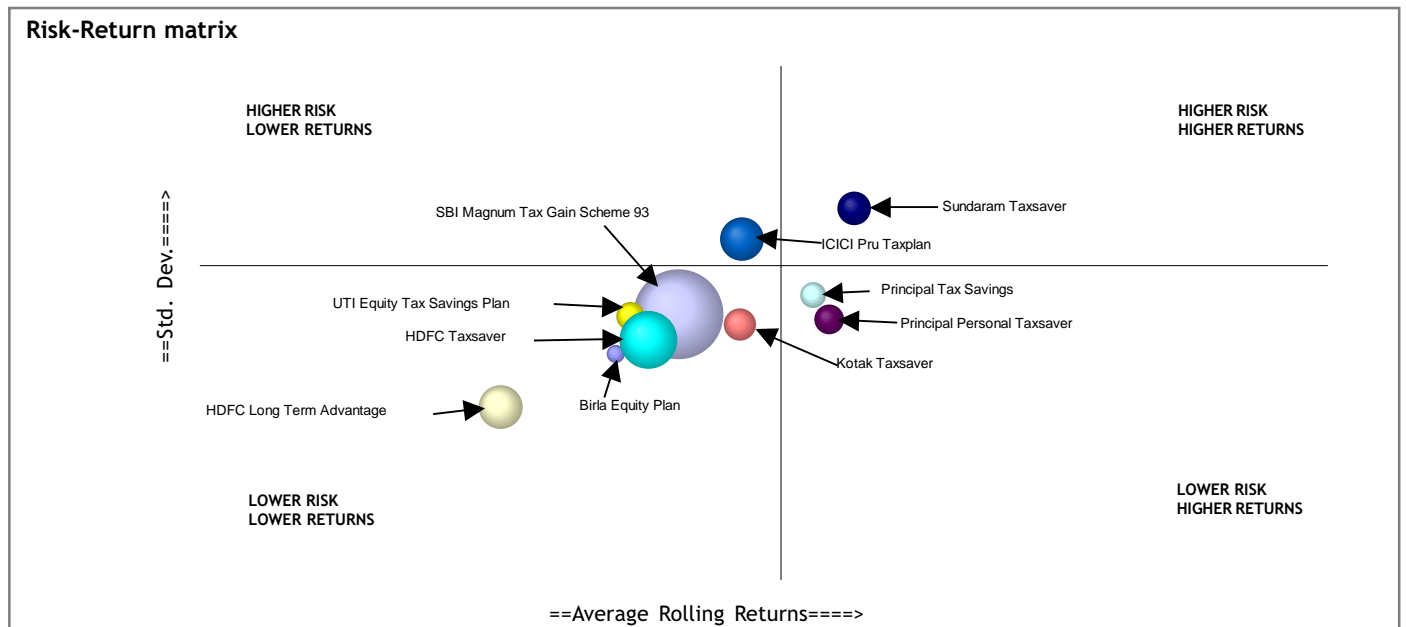 Risk-Return matrix
HIGHER RISK
LOWER RETURNS
HIGHER RISK
HIGHER RETURNS
==Std. Dev.====>
SBI Magnum Tax Gain Scheme 93
Sundaram Taxsaver
ICICI Pru Taxplan
UTI Equity Tax Savings Plan
Principal Tax Savings
HDFC Taxsaver
Principal Personal Taxsaver
Kotak Taxsaver
HDFC Long Term Advantage
Birla Equity Plan
LOWER RISK
LOWER RETURNS
LOWER RISK
HIGHER RETURNS
==Average Rolling Returns====>